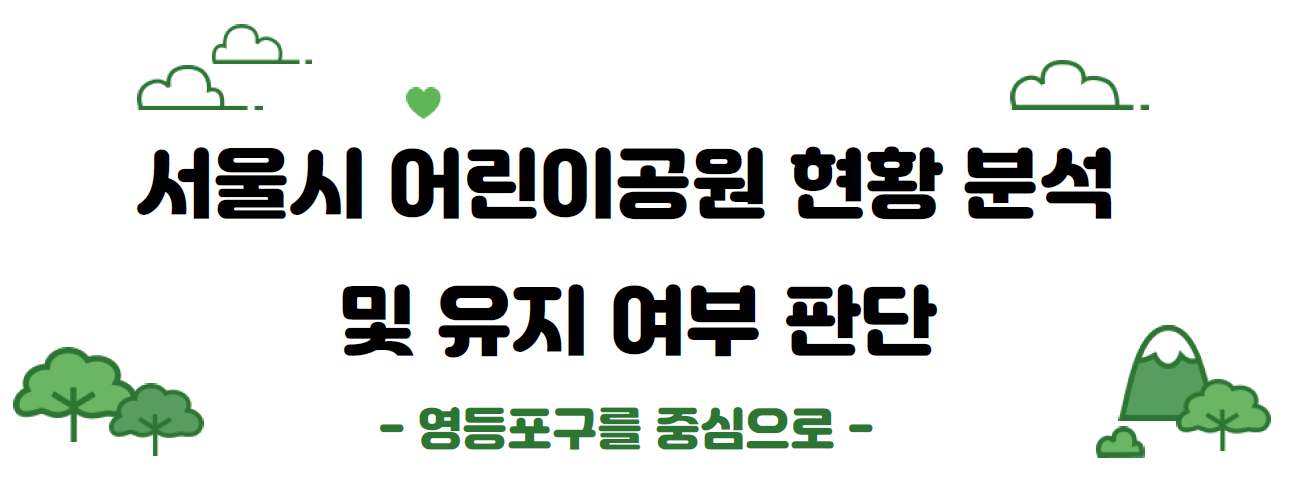 서울시 어린이공원 현황 분석
및 유지 여부 판단
- 영등포구를 중심으로 -